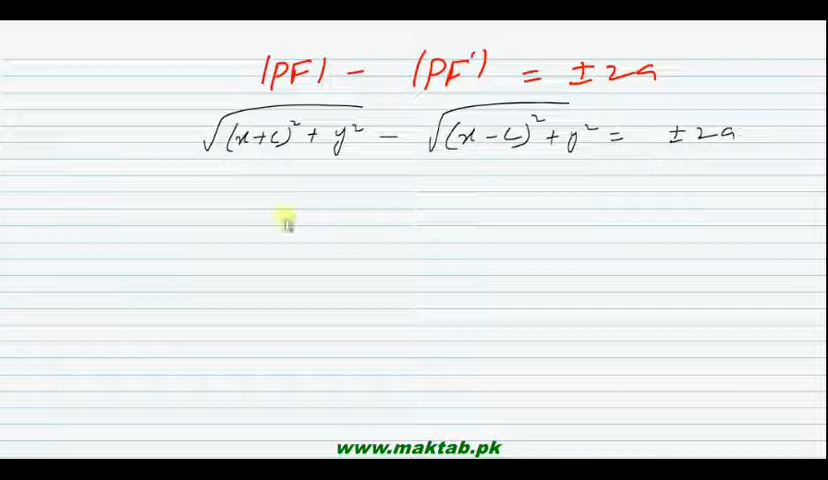 |PF| - |PF'| = ±2a
√(x+c)² + y² - √(x-c)² + y² = ±2a
www.maktab.pk